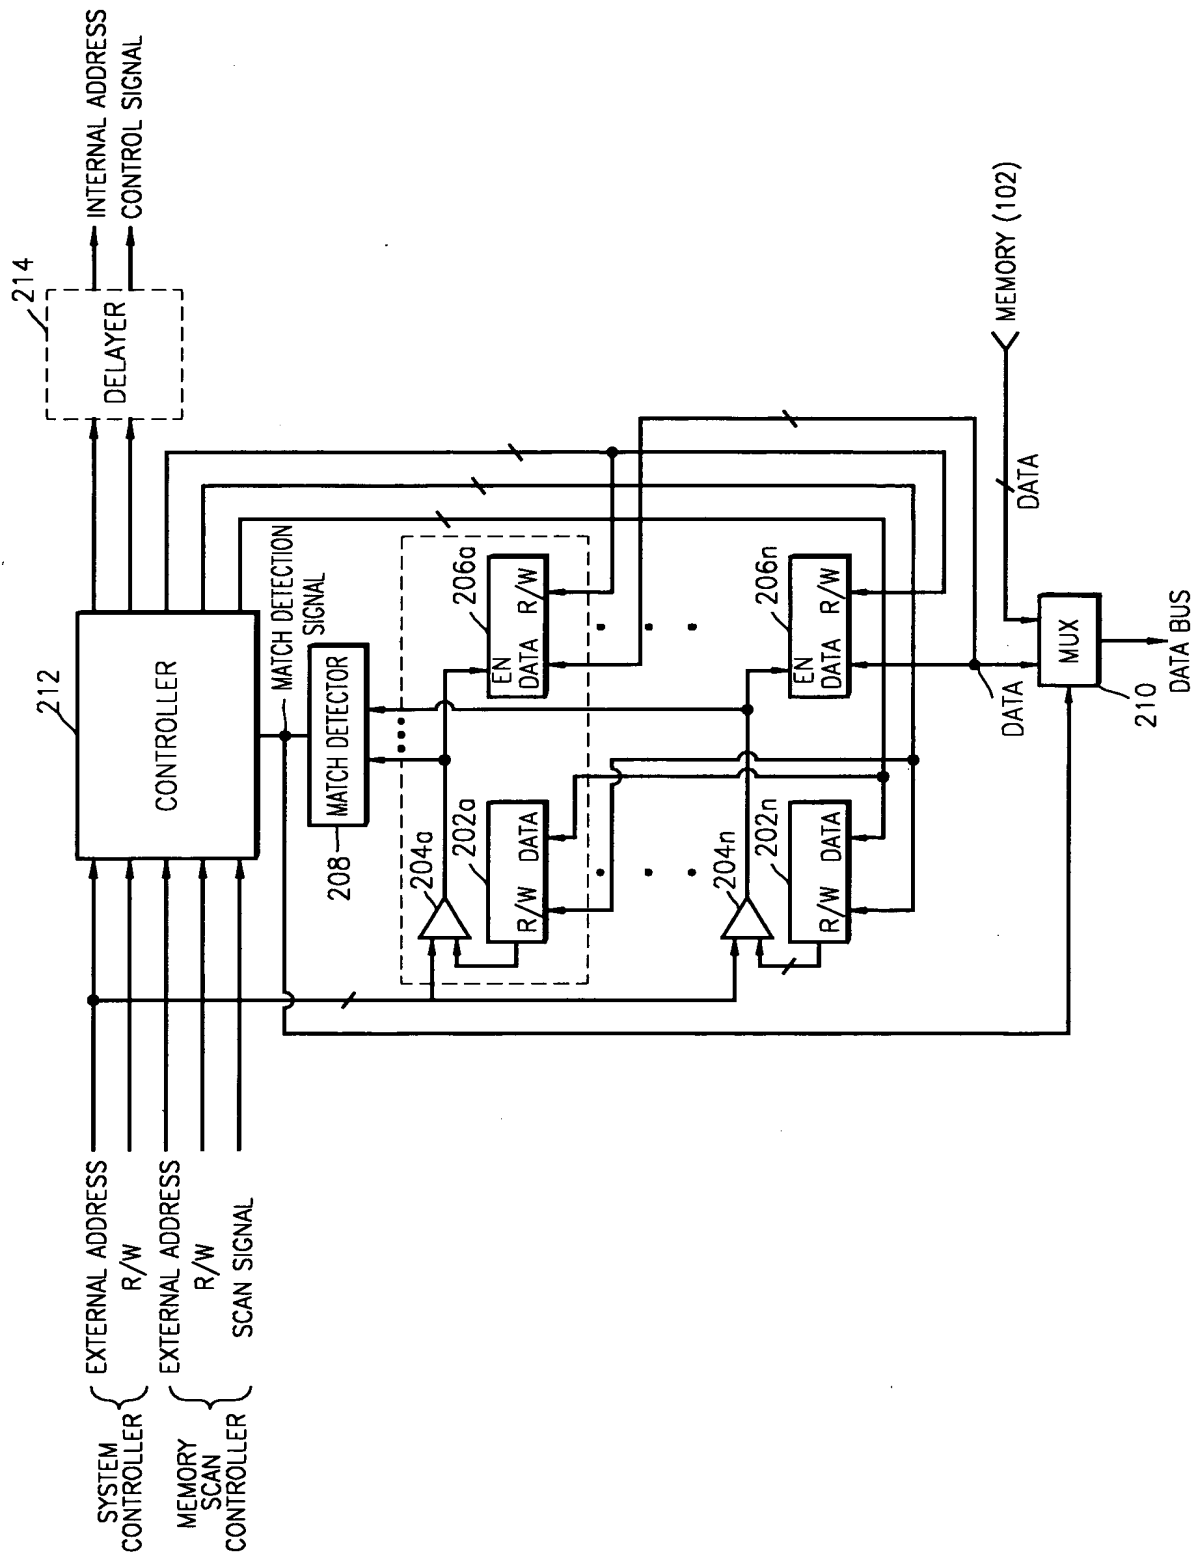 SYSTEM
CONTROLLER
EXTERNAL ADDRESS
R/W
MEMORY
SCAN
CONTROLLER
EXTERNAL ADDRESS
R/W
SCAN SIGNAL
212
CONTROLLER
214
DELAYER
INTERNAL ADDRESS
CONTROL SIGNAL
MATCH DETECTION
SIGNAL
208
MATCH DETECTOR
204a
202a
R/W DATA
206a
EN
DATA R/W
204n
202n
R/W DATA
206n
EN
DATA R/W
MEMORY (102)
DATA
DATA
210
MUX
DATA BUS